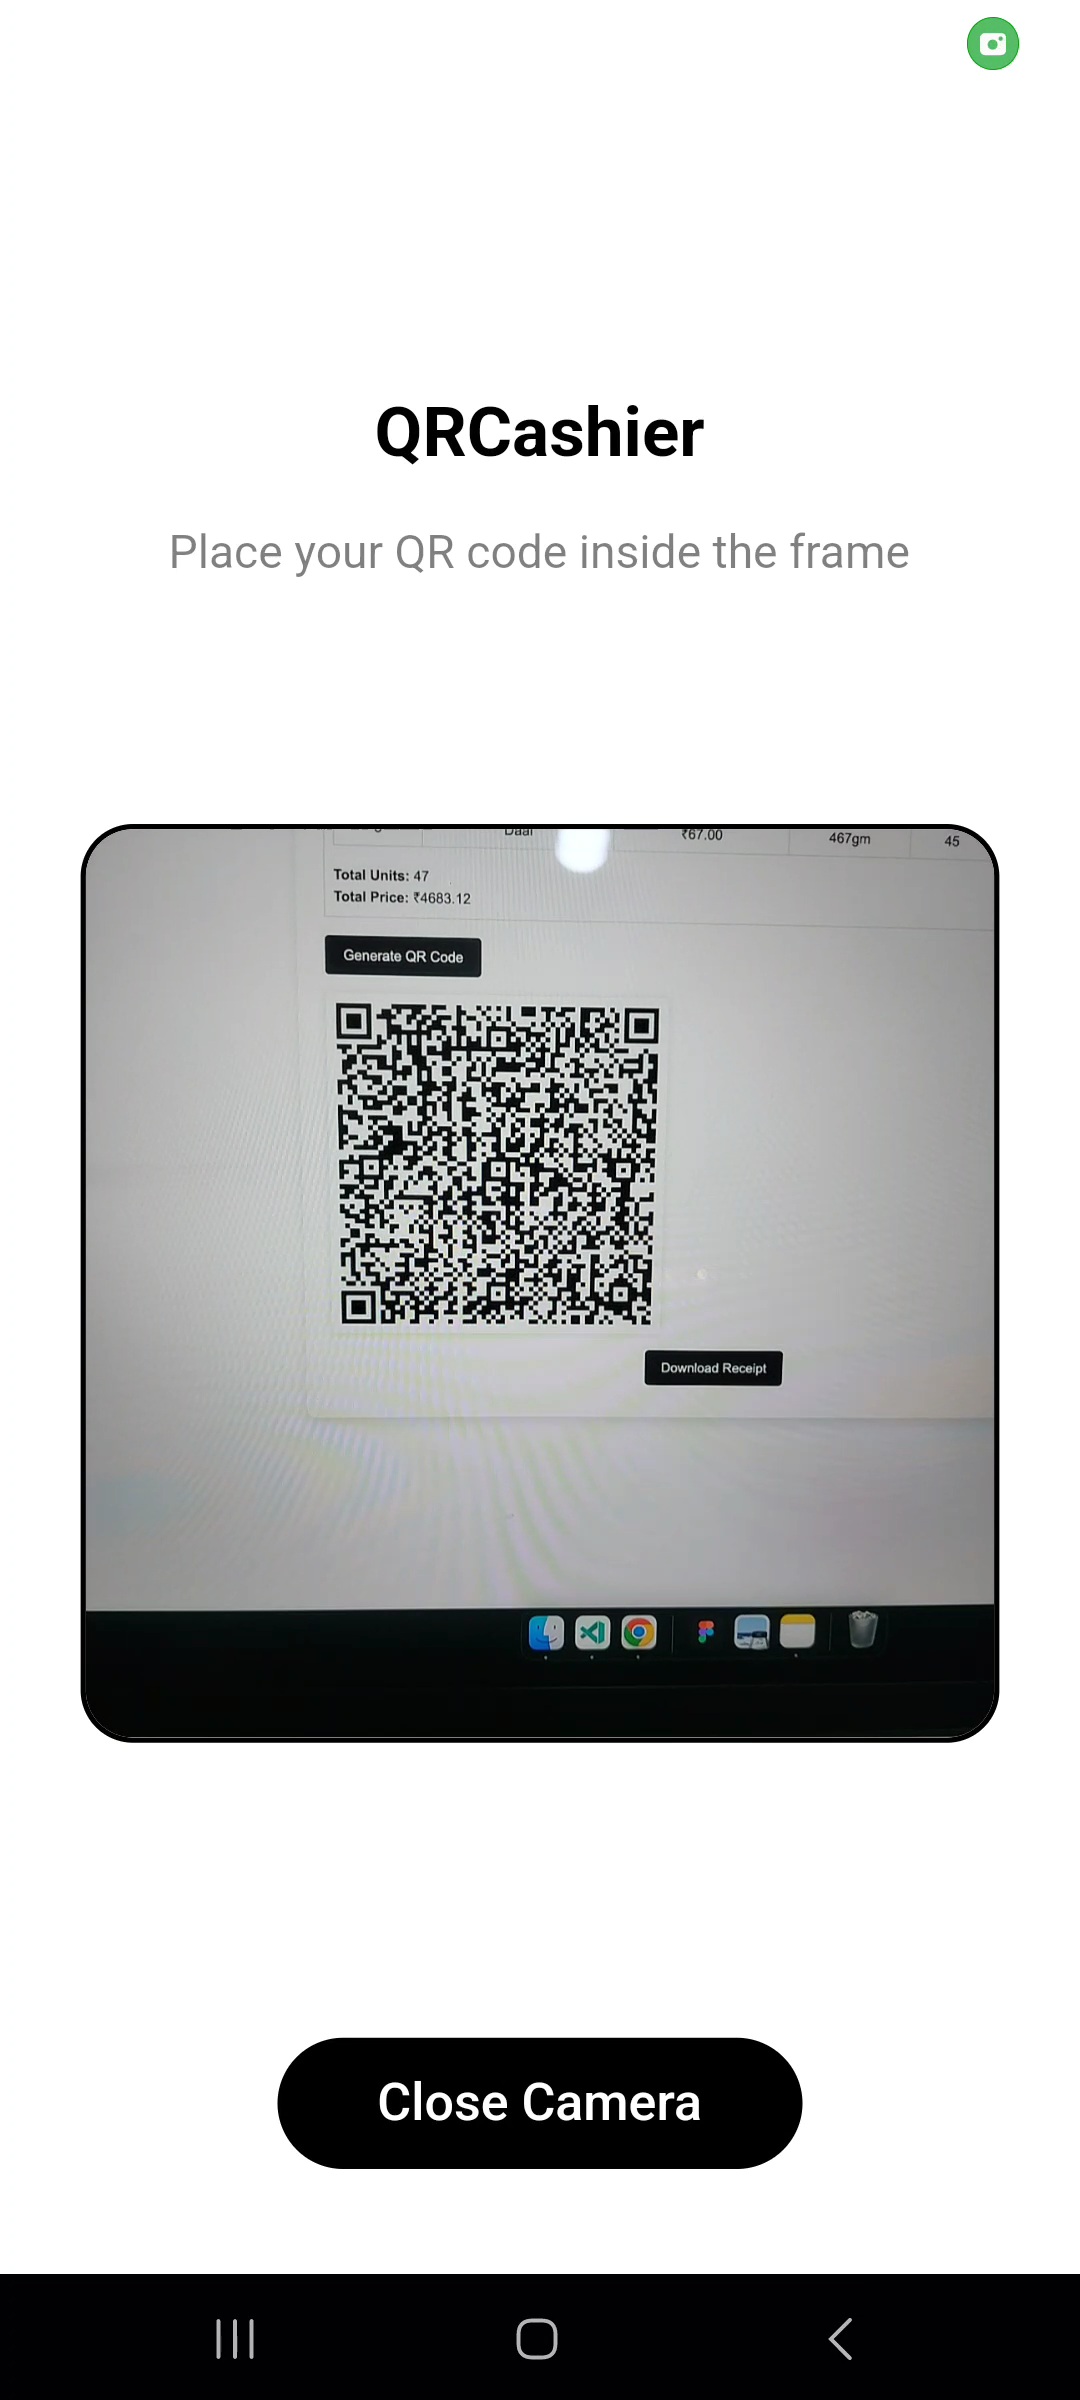 QRCashier
Place your QR code inside the frame
Daal ₹67.00 467gm 45
Total Units: 47
Total Price: ₹4683.12
Generate QR Code
Download Receipt
Close Camera